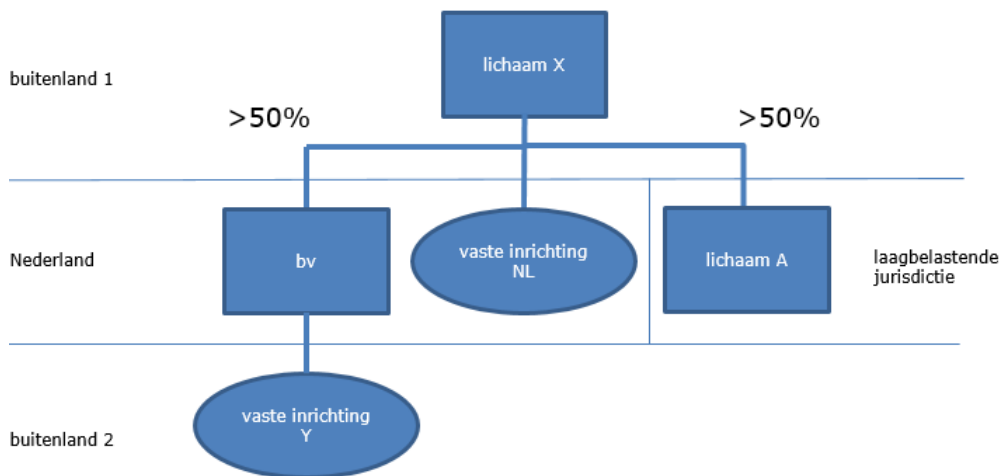 lichaam X
buitenland 1
>50%
>50%
Nederland
bv
vaste inrichting
NL
lichaam A
laagbelastende
jurisdictie
vaste inrichting
Y
buitenland 2